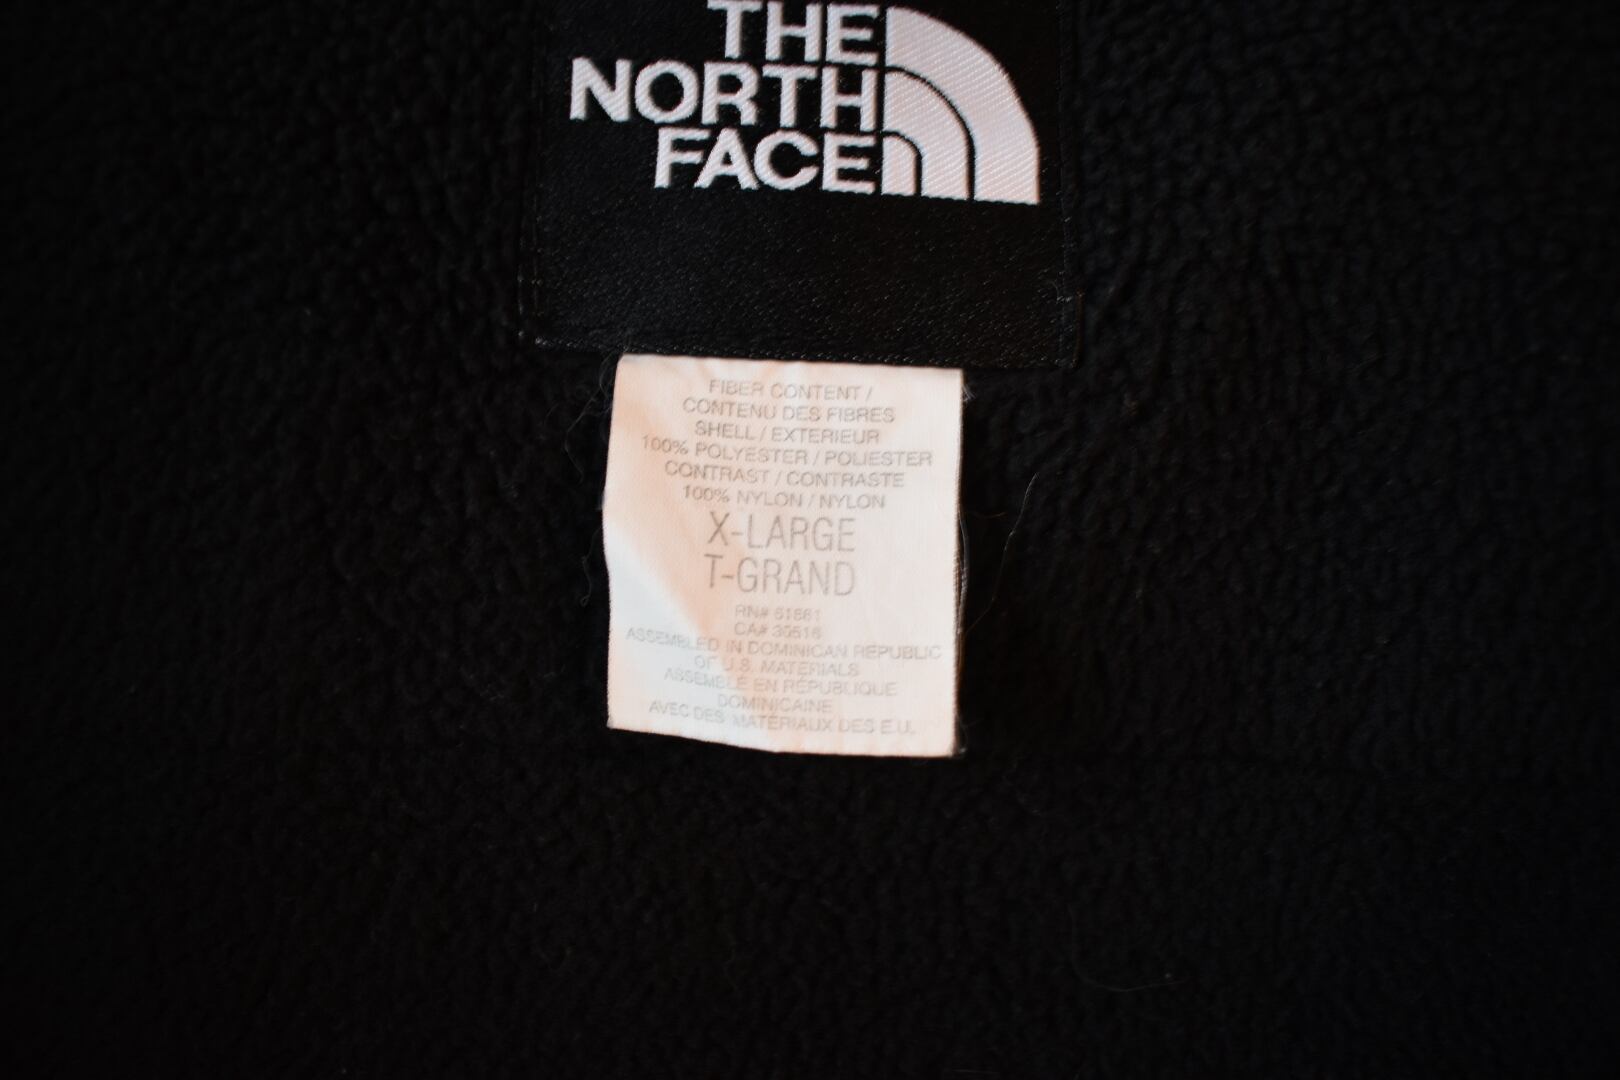 THE
NORTH
FACE
FIBER CONTENT /
CONTENU DES FIBRES
SHELL / EXTERIEUR
100% POLYESTER / POLIESTER
CONTRAST / CONTRASTE
100% NYLON / NYLON
X-LARGE
T-GRAND
RN# 61661
CA# 30516
ASSEMBLED IN DOMINICAN REPUBLIC
OF U.S. MATERIALS
ASSEMBLÉ EN RÉPUBLIQUE
DOMINICAINE
AVEC DES MATÉRIAUX DES E.U.